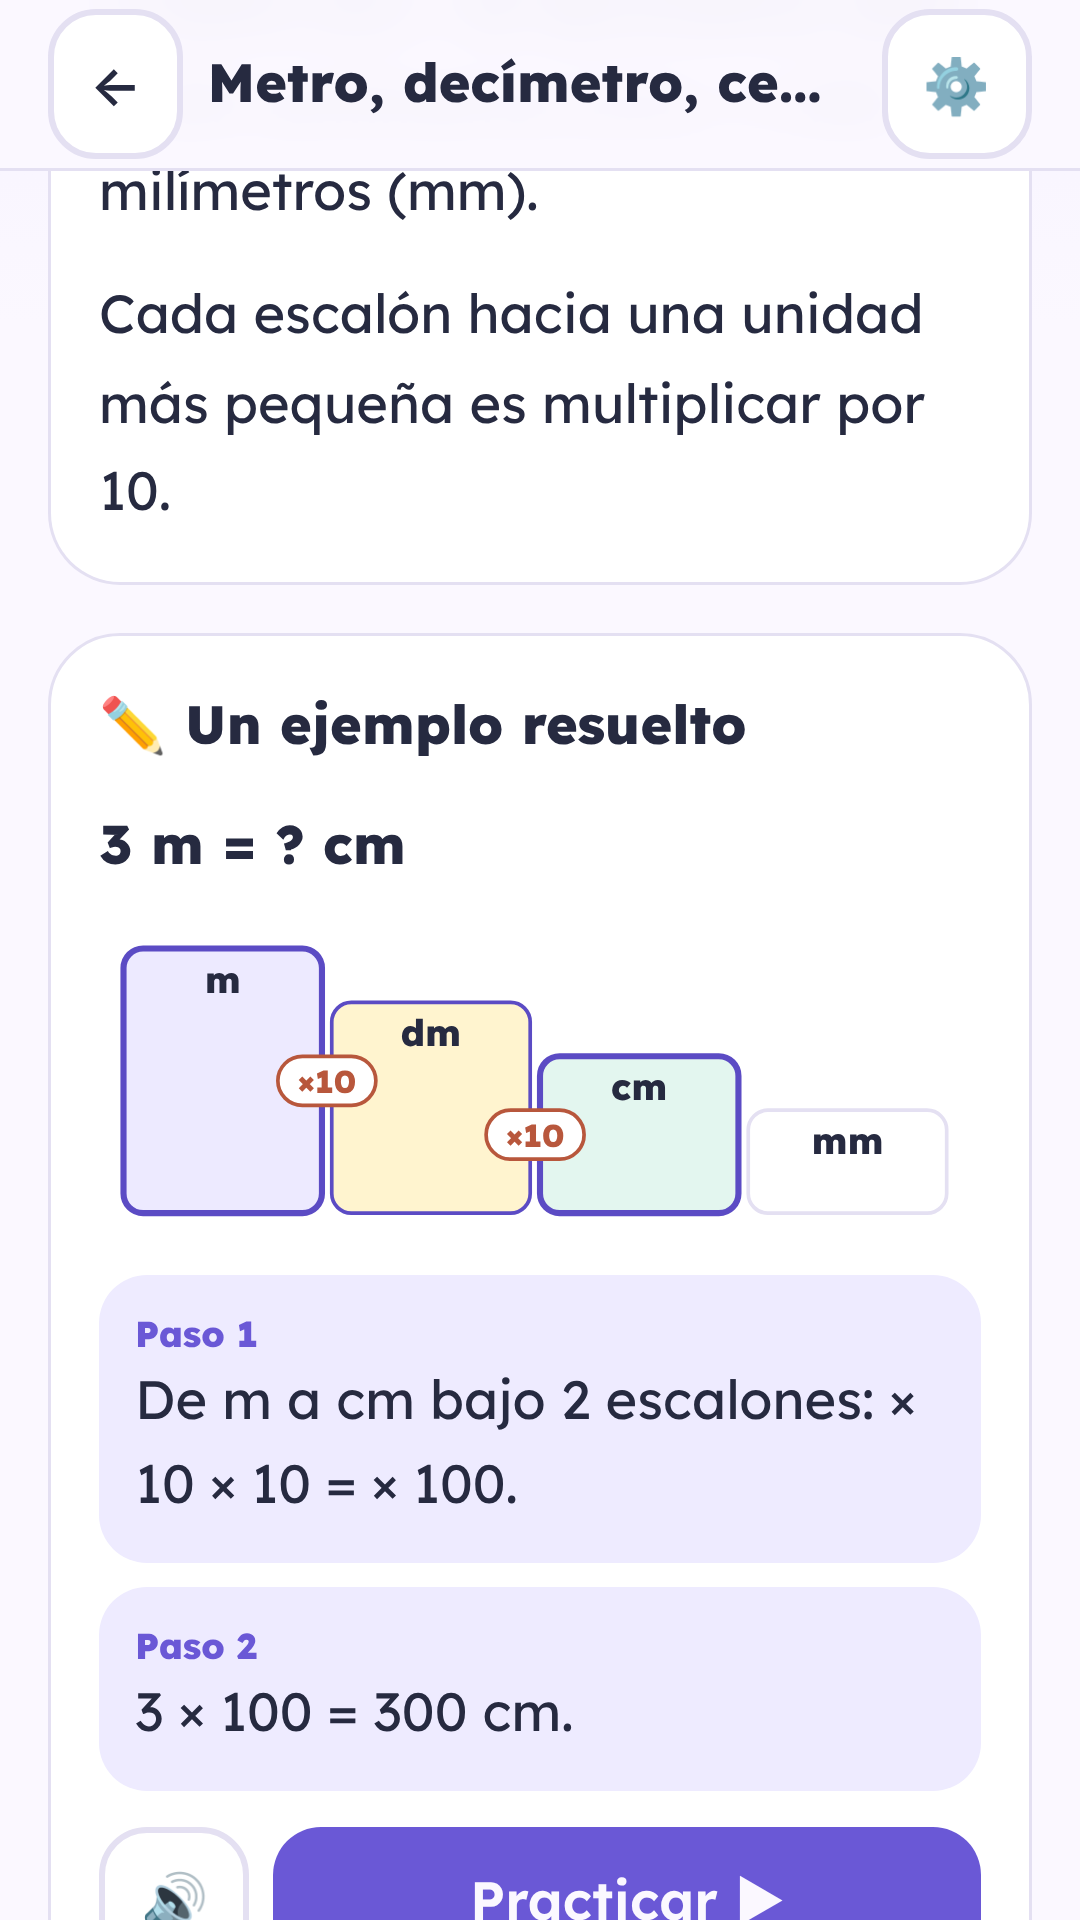 Metro, decímetro, ce...
milímetros (mm).
Cada escalón hacia una unidad
más pequeña es multiplicar por
10.
Un ejemplo resuelto
3 m = ? cm
m
dm
×10
cm
×10
mm
Paso 1
De m a cm bajo 2 escalones: ×
10 × 10 = × 100.
Paso 2
3 × 100 = 300 cm.
Practicar